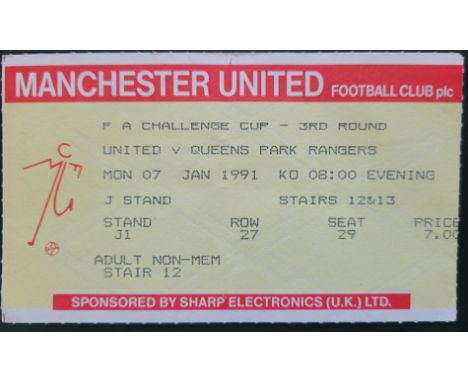 MANCHESTER UNITED FOOTBALL CLUB plc
F A CHALLENGE CUP - 3RD ROUND
UNITED V QUEENS PARK RANGERS
MON 07 JAN 1991 KO 08:00 EVENING
J STAND STAIRS 12&13
STAND ROW SEAT PRICE
J1 27 29 7.00
ADULT NON-MEM
STAIR 12
SPONSORED BY SHARP ELECTRONICS (U.K.) LTD.